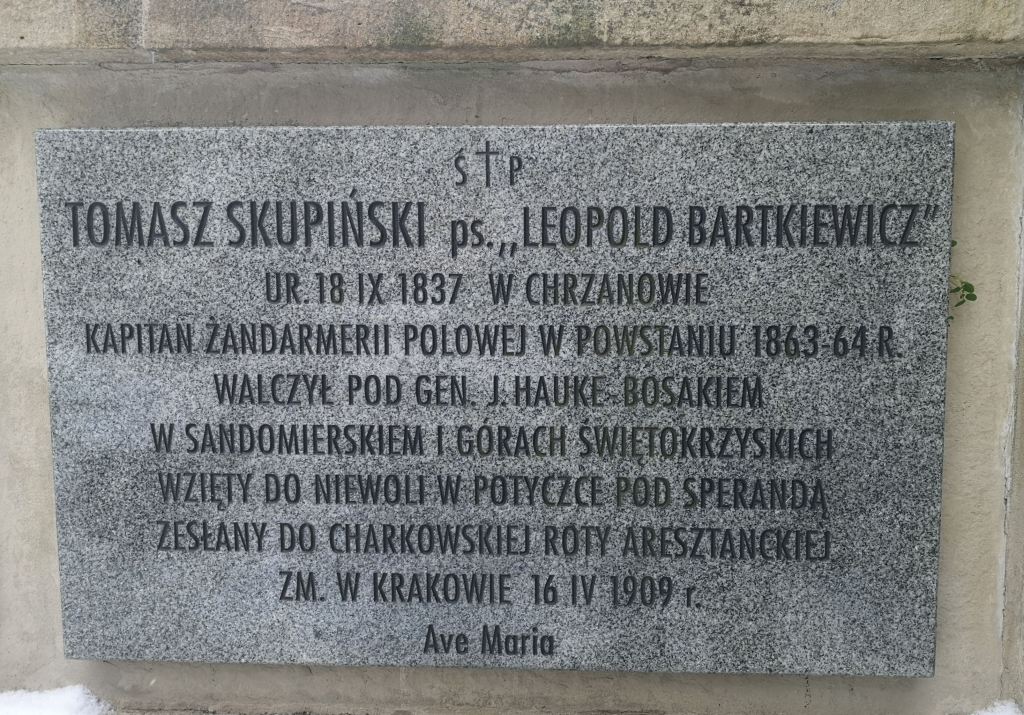 Ś † P
TOMASZ SKUPIŃSKI ps. „LEOPOLD BARTKIEWICZ”
UR. 18 IX 1837 W CHRZANOWIE
KAPITAN ŻANDARMERII POLOWEJ W POWSTANIU 1863-64 R.
WALCZYŁ POD GEN. J. HAUKE-BOSAKIEM
W SANDOMIERSKIEM I GÓRACH ŚWIĘTOKRZYSKICH
WZIĘTY DO NIEWOLI W POTYCZCE POD SPERANDĄ
ZESŁANY DO CHARKOWSKIEJ ROTY ARESZTANCKIEJ
ZM. W KRAKOWIE 16 IV 1909 r.
Ave Maria